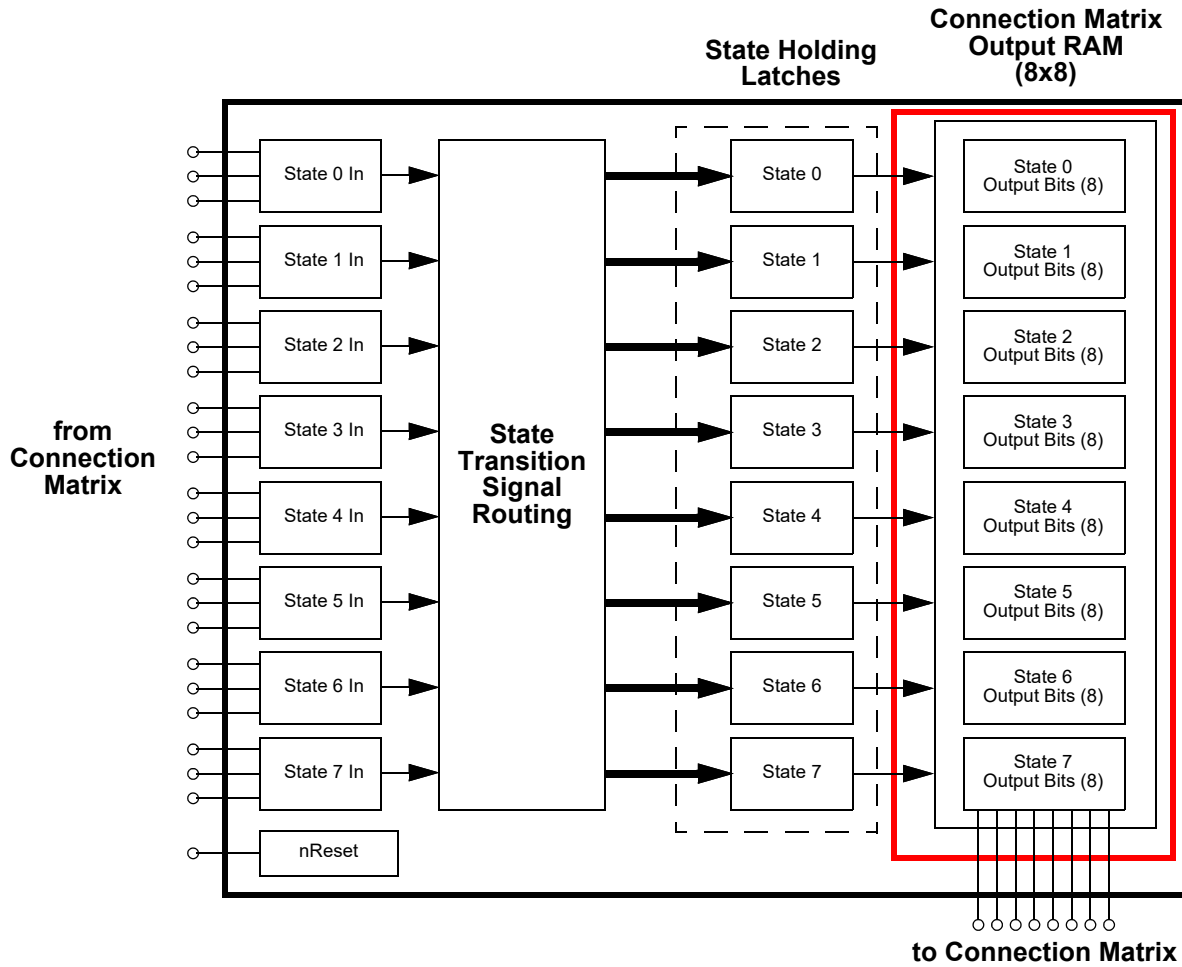 Connection Matrix
Output RAM
(8x8)
State Holding
Latches
from
Connection
Matrix
State 0 In
State 1 In
State 2 In
State 3 In
State 4 In
State 5 In
State 6 In
State 7 In
nReset
State
Transition
Signal
Routing
State 0
State 1
State 2
State 3
State 4
State 5
State 6
State 7
State 0
Output Bits (8)
State 1
Output Bits (8)
State 2
Output Bits (8)
State 3
Output Bits (8)
State 4
Output Bits (8)
State 5
Output Bits (8)
State 6
Output Bits (8)
State 7
Output Bits (8)
to Connection Matrix